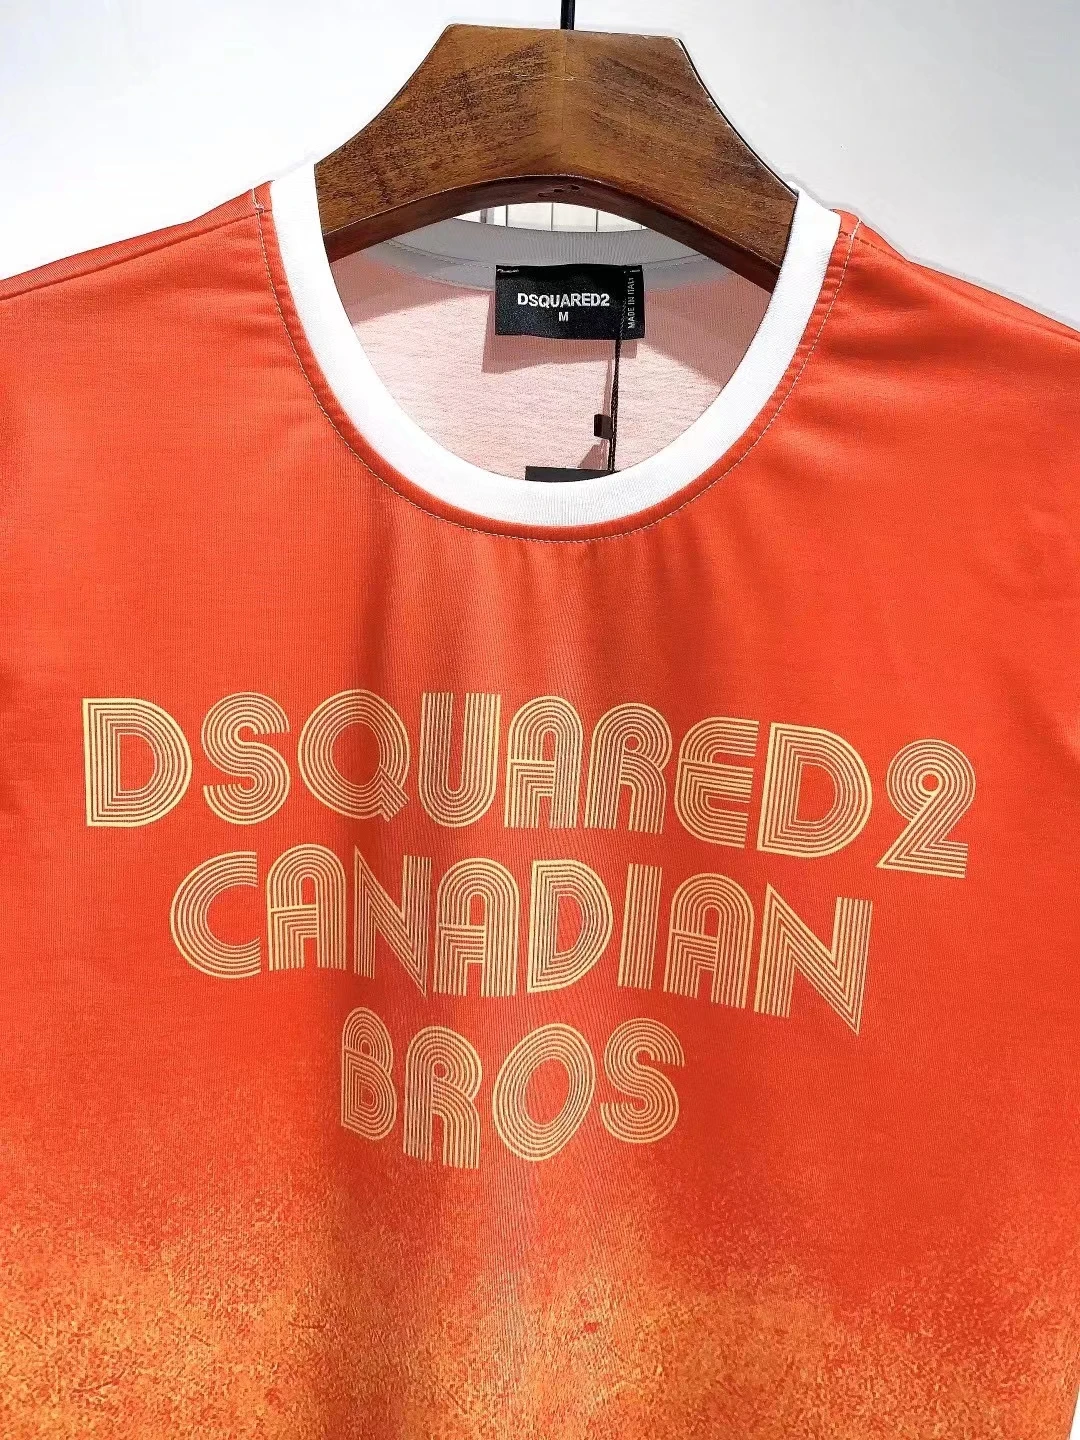 DSQUARED2
M
MADE IN ITALY
DSQUARED2
CANADIAN
BROS